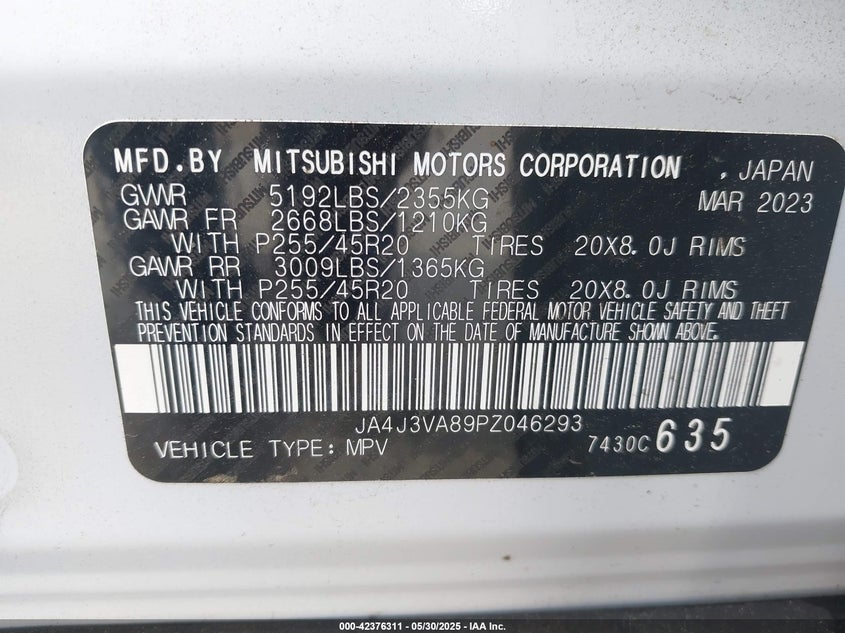 MFD.BY MITSUBISHI MOTORS CORPORATION , JAPAN
GVWR 5192LBS/2355KG MAR 2023
GAWR FR 2668LBS/1210KG
WITH P255/45R20 TIRES 20X8.0J RIMS
GAWR RR 3009LBS/1365KG
WITH P255/45R20 TIRES 20X8.0J RIMS
THIS VEHICLE CONFORMS TO ALL APPLICABLE FEDERAL MOTOR VEHICLE SAFETY AND THEFT
PREVENTION STANDARDS IN EFFECT ON THE DATE OF MANUFACTURE SHOWN ABOVE.
JA4J3VA89PZ046293
VEHICLE TYPE: MPV 7430C 635
000-42376311 - 05/30/2025 - IAA Inc.